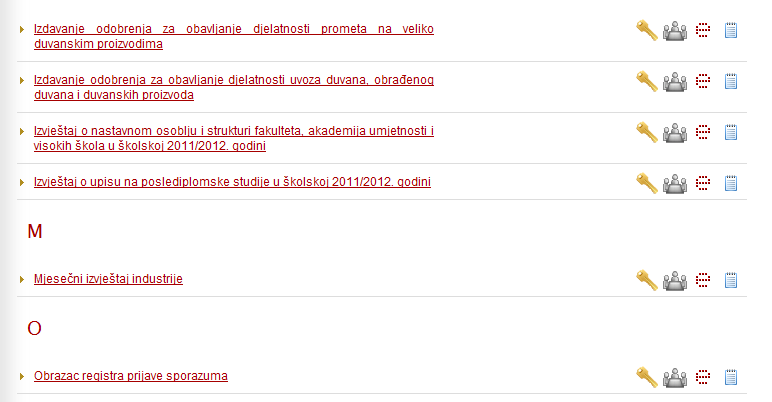 Izdavanje odobrenja za obavljanje djelatnosti prometa na veliko
duvanskim proizvodima
Izdavanje odobrenja za obavljanje djelatnosti uvoza duvana, obrađenog
duvana i duvanskih proizvoda
Izvještaj o nastavnom osoblju i strukturi fakulteta, akademija umjetnosti i
visokih škola u školskoj 2011/2012. godini
Izvještaj o upisu na poslediplomske studije u školskoj 2011/2012. godini
M
Mjesečni izvještaj industrije
O
Obrazac registra prijave sporazuma